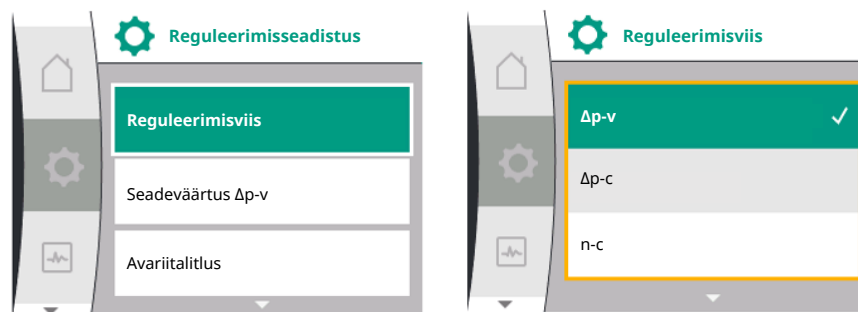 Reguleerimisseadistus
Reguleerimisviis
Seadeväärtus Δp-v
Avariitalitlus
Reguleerimisviis
Δp-v
Δp-c
n-c